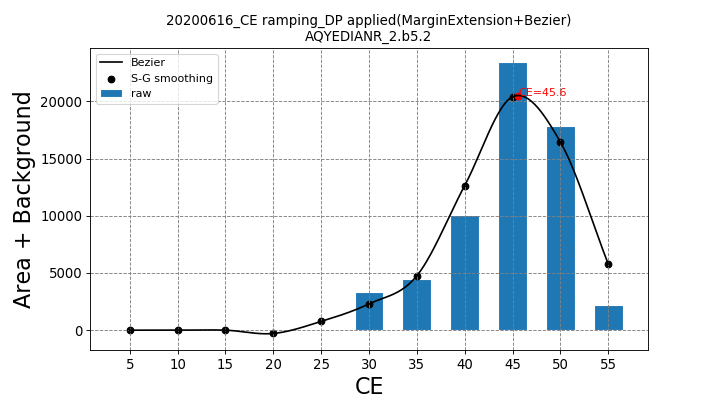 20200616_CE ramping_DP applied(MarginExtension+Bezier)
AQYEDIANR_2.b5.2
Bezier
S-G smoothing
raw
CE=45.6
20000
15000
10000
5000
0
Area + Background
5 10 15 20 25 30 35 40 45 50 55
CE